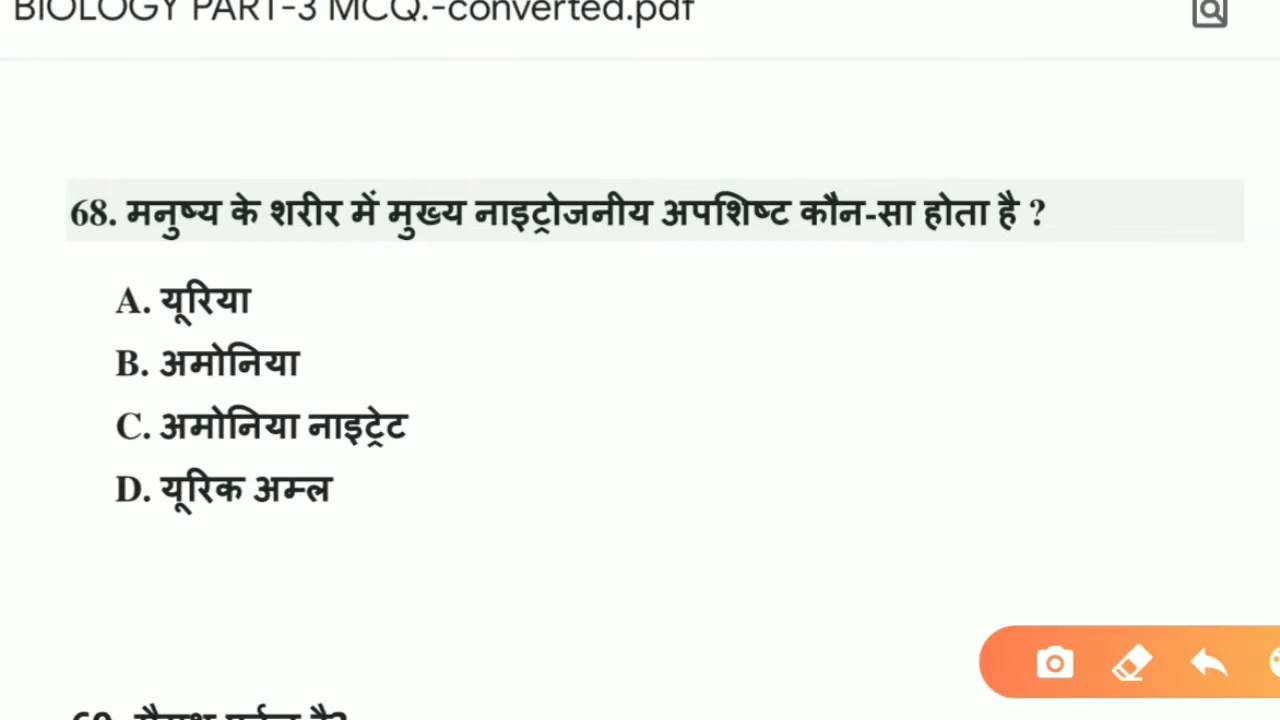 BIOLOGY PART-3 MCQ.-converted.pdf
68. मनुष्य के शरीर में मुख्य नाइट्रोजनीय अपशिष्ट कौन-सा होता है ?
A. यूरिया
B. अमोनिया
C. अमोनिया नाइट्रेट
D. यूरिक अम्ल